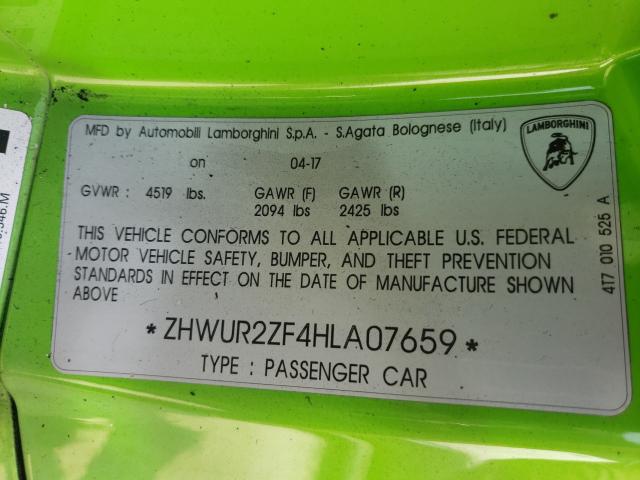 MFD by Automobili Lamborghini S.p.A. - S.Agata Bolognese (Italy)
on 04-17
GVWR : 4519 lbs. GAWR (F) GAWR (R)
2094 lbs 2425 lbs
THIS VEHICLE CONFORMS TO ALL APPLICABLE U.S. FEDERAL
MOTOR VEHICLE SAFETY, BUMPER, AND THEFT PREVENTION
STANDARDS IN EFFECT ON THE DATE OF MANUFACTURE SHOWN
ABOVE
* ZHWUR2ZF4HLA07659 *
TYPE : PASSENGER CAR
LAMBORGHINI
4T7 010 525 A